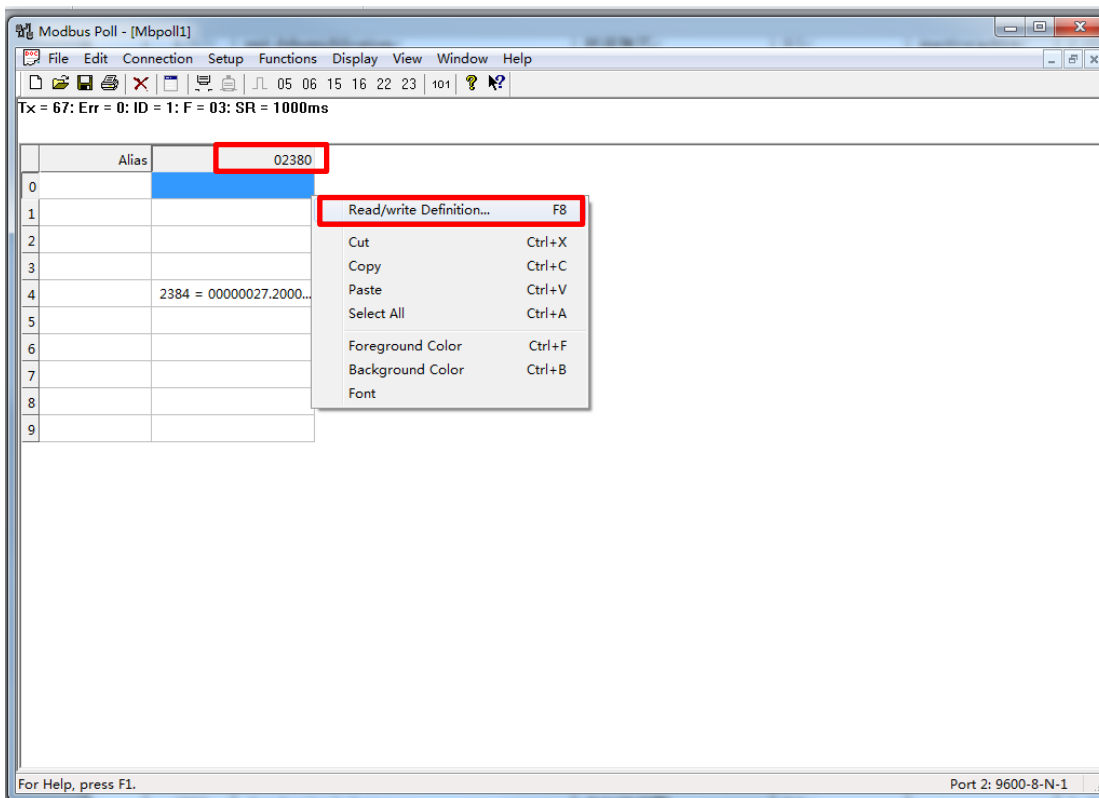 Modbus Poll - [Mbpoll1]
File Edit Connection Setup Functions Display View Window Help
05 06 15 16 22 23 101
Tx = 67: Err = 0: ID = 1: F = 03: SR = 1000ms
Alias 02380
0
1 Read/write Definition... F8
2 Cut Ctrl+X
3 Copy Ctrl+C
4 2384 = 00000027.2000... Paste Ctrl+V
5 Select All Ctrl+A
6 Foreground Color Ctrl+F
7 Background Color Ctrl+B
8 Font
9
For Help, press F1. Port 2: 9600-8-N-1